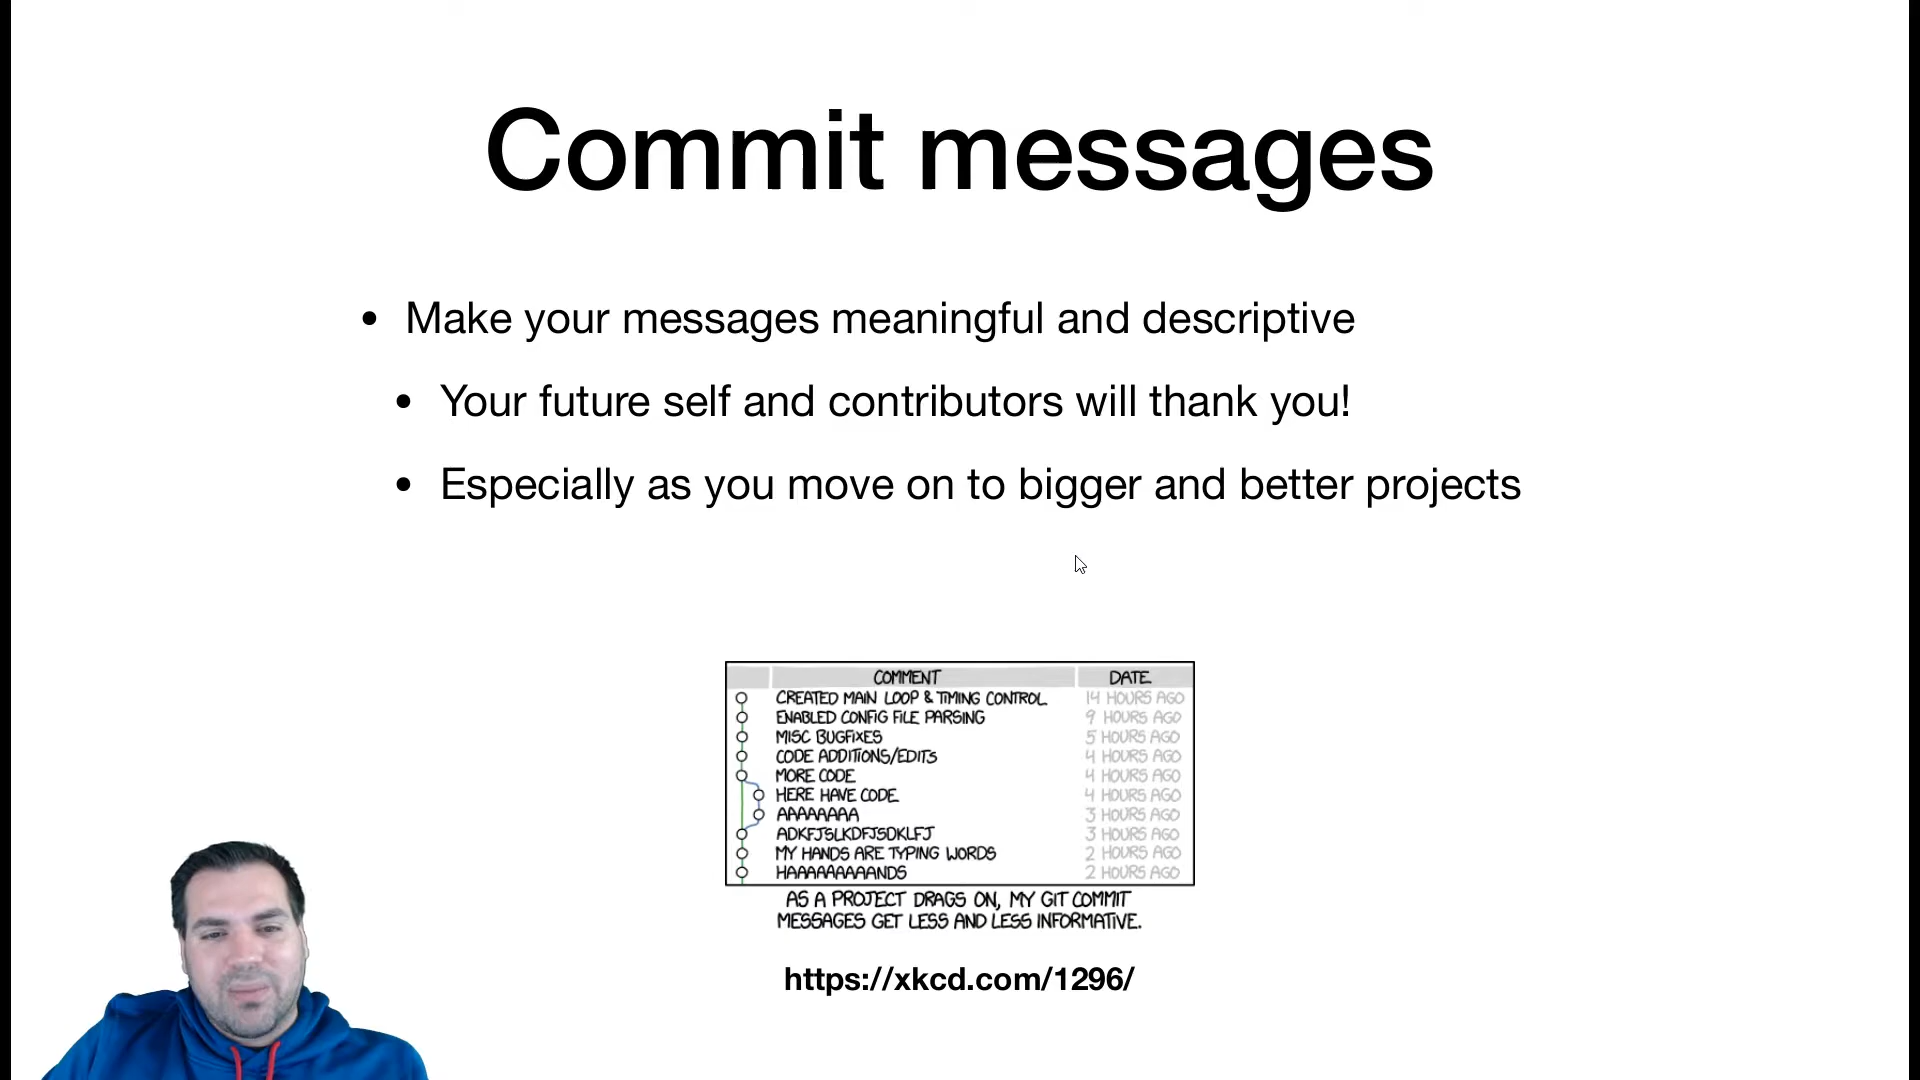 Commit messages
• Make your messages meaningful and descriptive
• Your future self and contributors will thank you!
• Especially as you move on to bigger and better projects
COMMENT DATE
CREATED MAIN LOOP & TIMING CONTROL 14 HOURS AGO
ENABLED CONFIG FILE PARSING 9 HOURS AGO
MISC BUGFIXES 5 HOURS AGO
CODE ADDITIONS/EDITS 4 HOURS AGO
MORE CODE 4 HOURS AGO
HERE HAVE CODE 4 HOURS AGO
AAAAAAAA 3 HOURS AGO
ADKFJSLKDFJSDKLFJ 3 HOURS AGO
MY HANDS ARE TYPING WORDS 2 HOURS AGO
HAAAAAAAAANDS 2 HOURS AGO
AS A PROJECT DRAGS ON, MY GIT COMMIT
MESSAGES GET LESS AND LESS INFORMATIVE.
https://xkcd.com/1296/